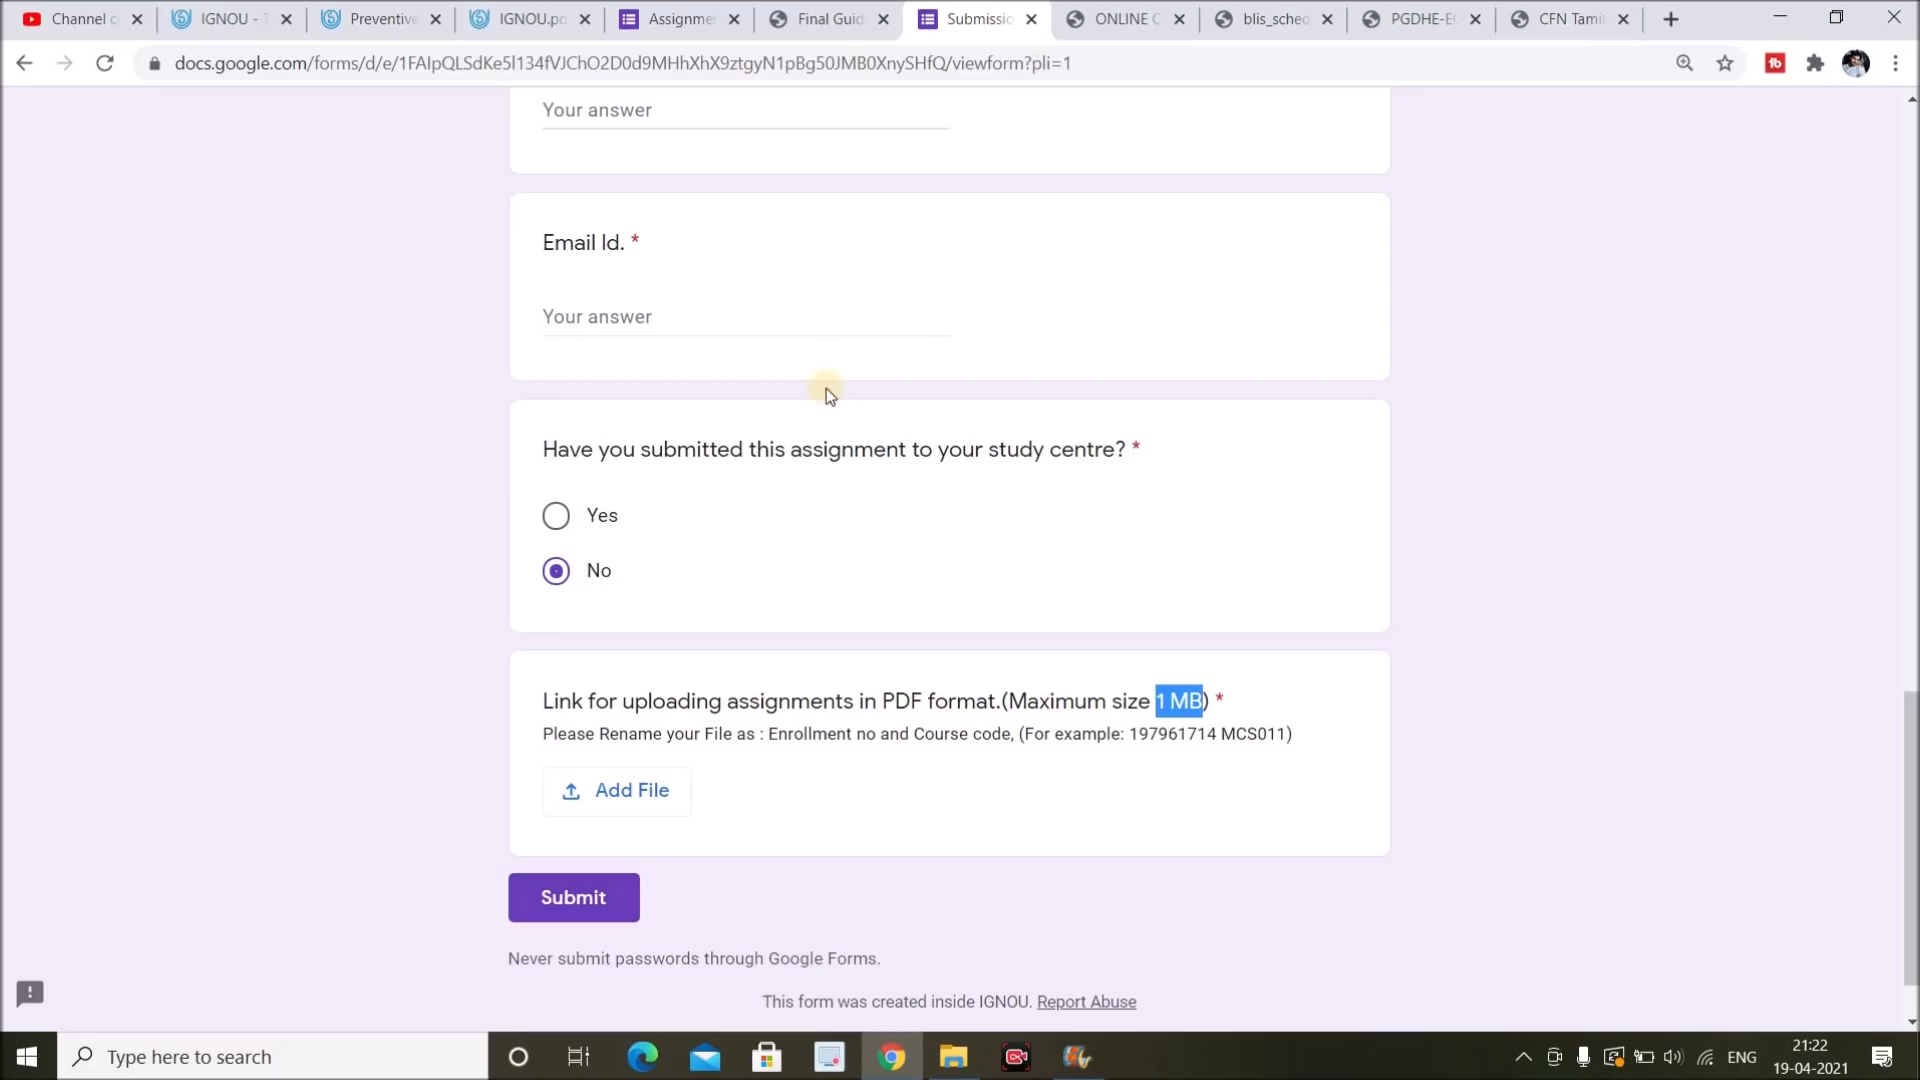 Channel c
IGNOU - T
Preventive
IGNOU.pd
Assignme
Final Guid
Submissio
ONLINE C
blis_sched
PGDHE-EC
CFN Tami
docs.google.com/forms/d/e/1FAIpQLSdKe5l134fVJChO2D0d9MHhXhX9ztgyN1pBg50JMB0XnySHfQ/viewform?pli=1
Your answer
Email Id. *
Your answer
Have you submitted this assignment to your study centre? *
Yes
No
Link for uploading assignments in PDF format.(Maximum size 1 MB) *
Please Rename your File as : Enrollment no and Course code, (For example: 197961714 MCS011)
Add File
Submit
Never submit passwords through Google Forms.
This form was created inside IGNOU. Report Abuse
Type here to search
ENG
21:22
19-04-2021